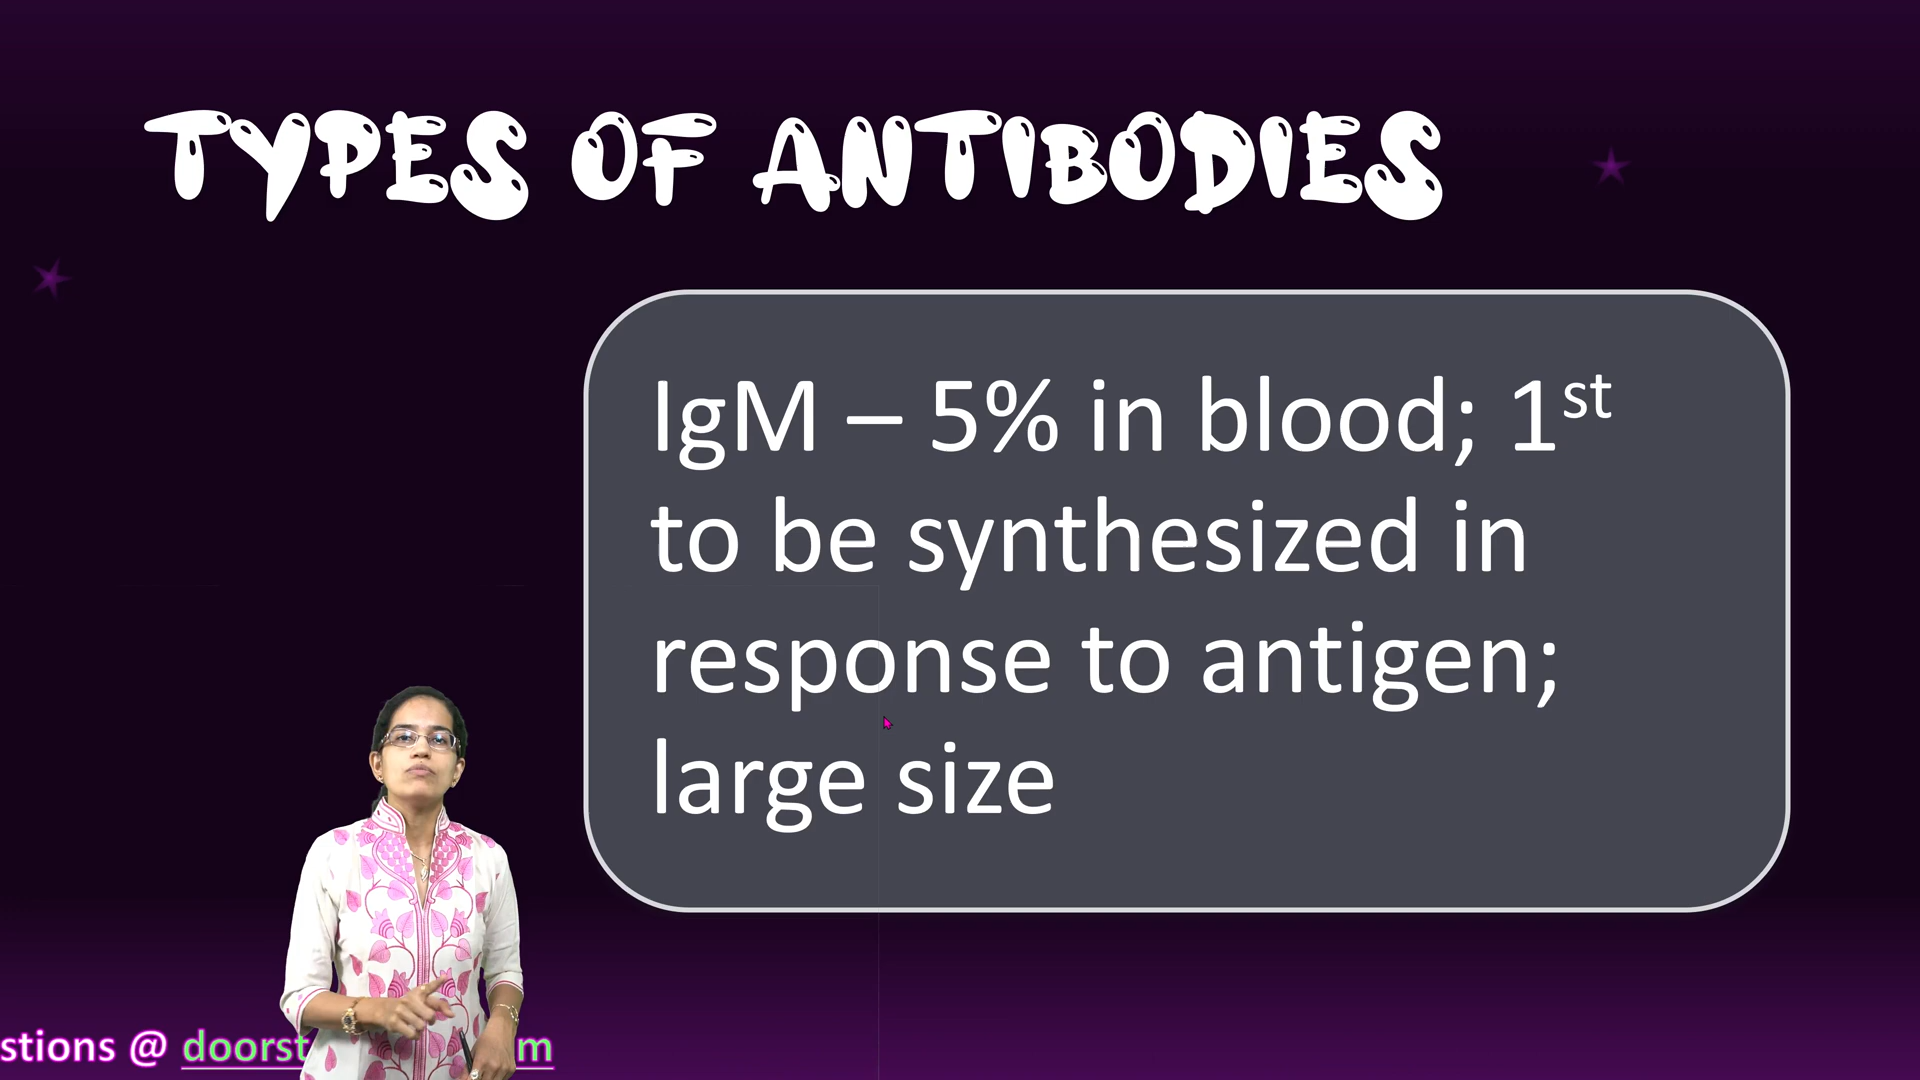 TYPES OF ANTIBODIES
IgM – 5% in blood; 1st
to be synthesized in
response to antigen;
large size
stions @ doorst m